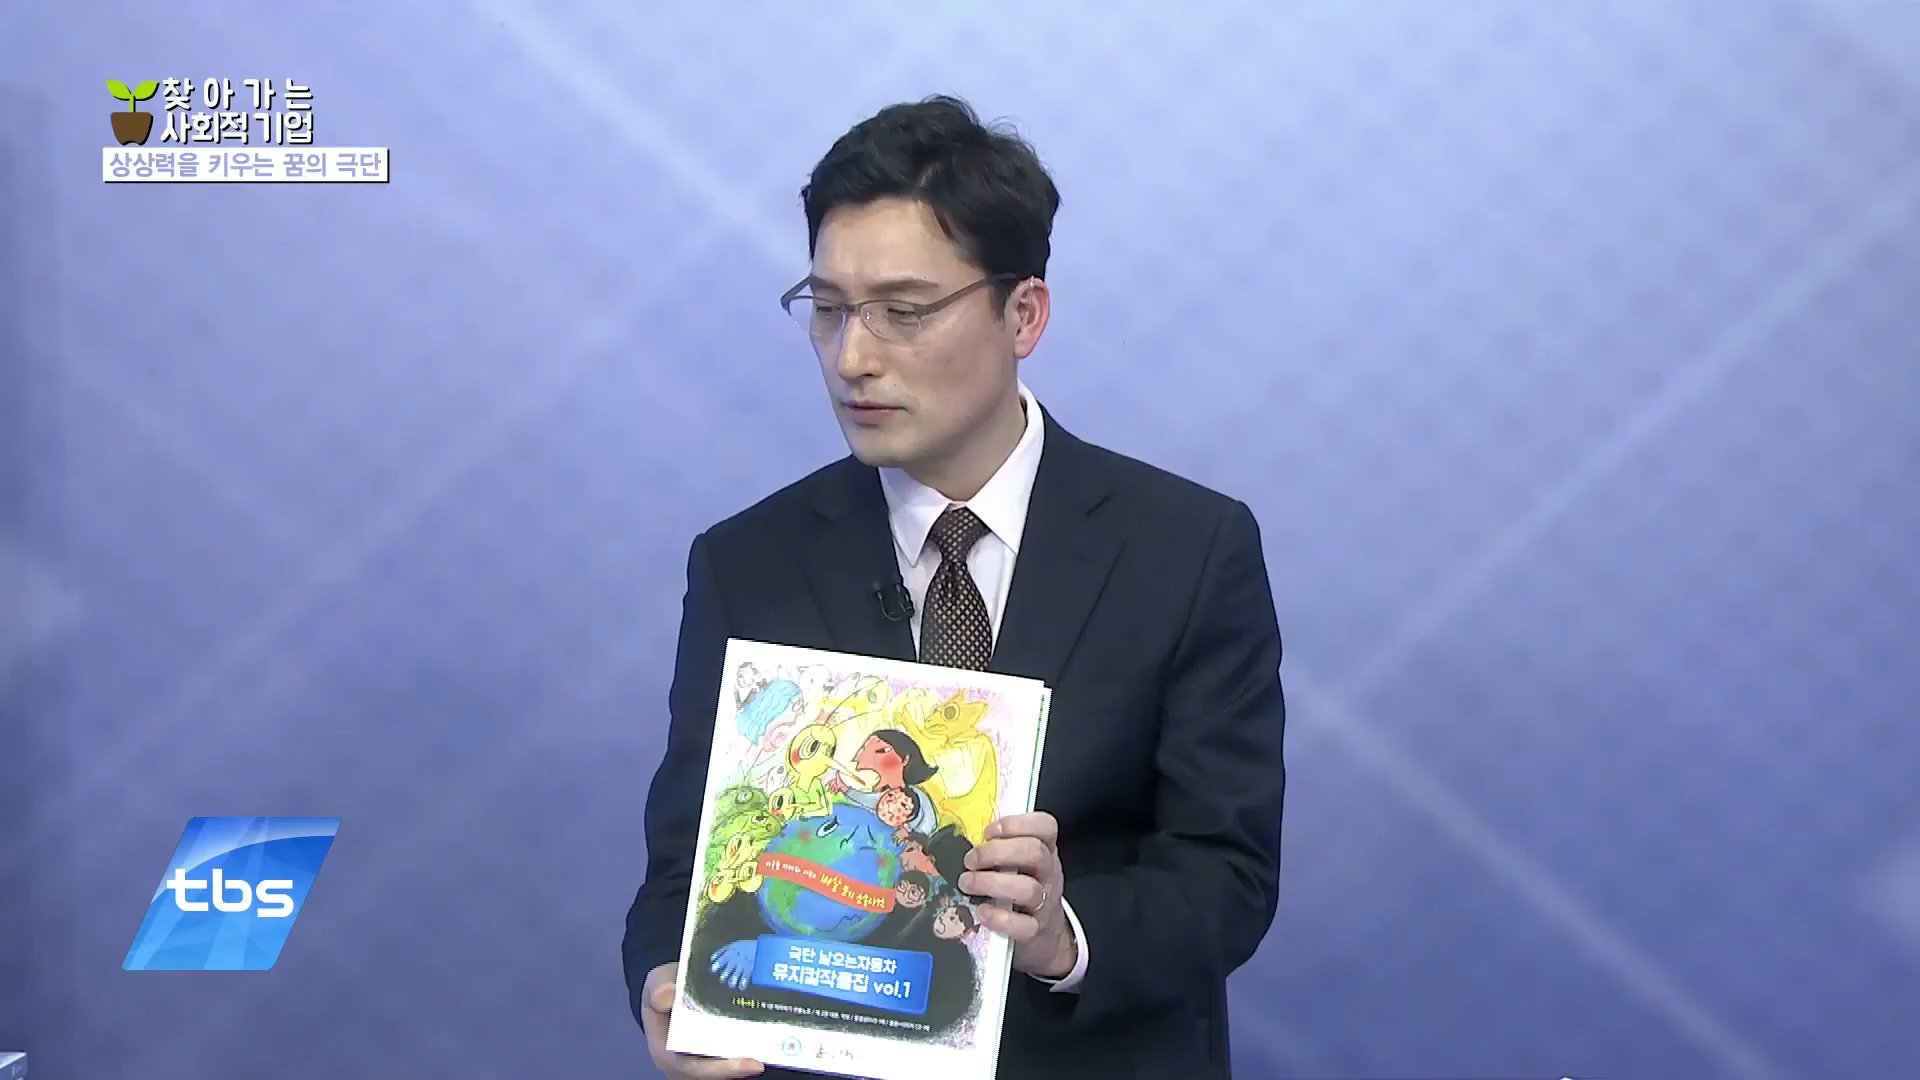 찾아가는
사회적기업
상상력을 키우는 꿈의 극단
tbs
극단 날으는자동차
뮤지컬작품집 vol.1